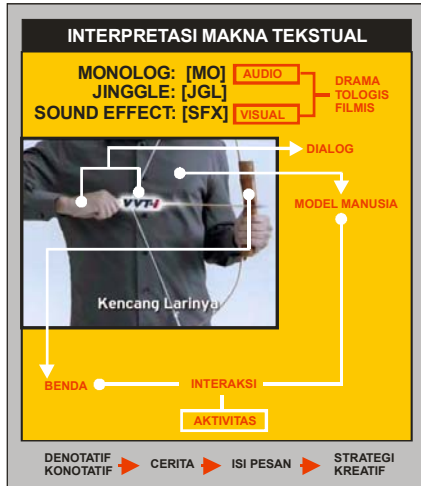 INTERPRETASI MAKNA TEKSTUAL
MONOLOG: [MO] AUDIO
JINGGLE: [JGL]
SOUND EFFECT: [SFX] VISUAL
DRAMA
TOLOGIS
FILMIS
DIALOG
MODEL MANUSIA
VVT-i
Kencang Larinya
BENDA
INTERAKSI
AKTIVITAS
DENOTATIF
KONOTATIF
CERITA
ISI PESAN
STRATEGI
KREATIF